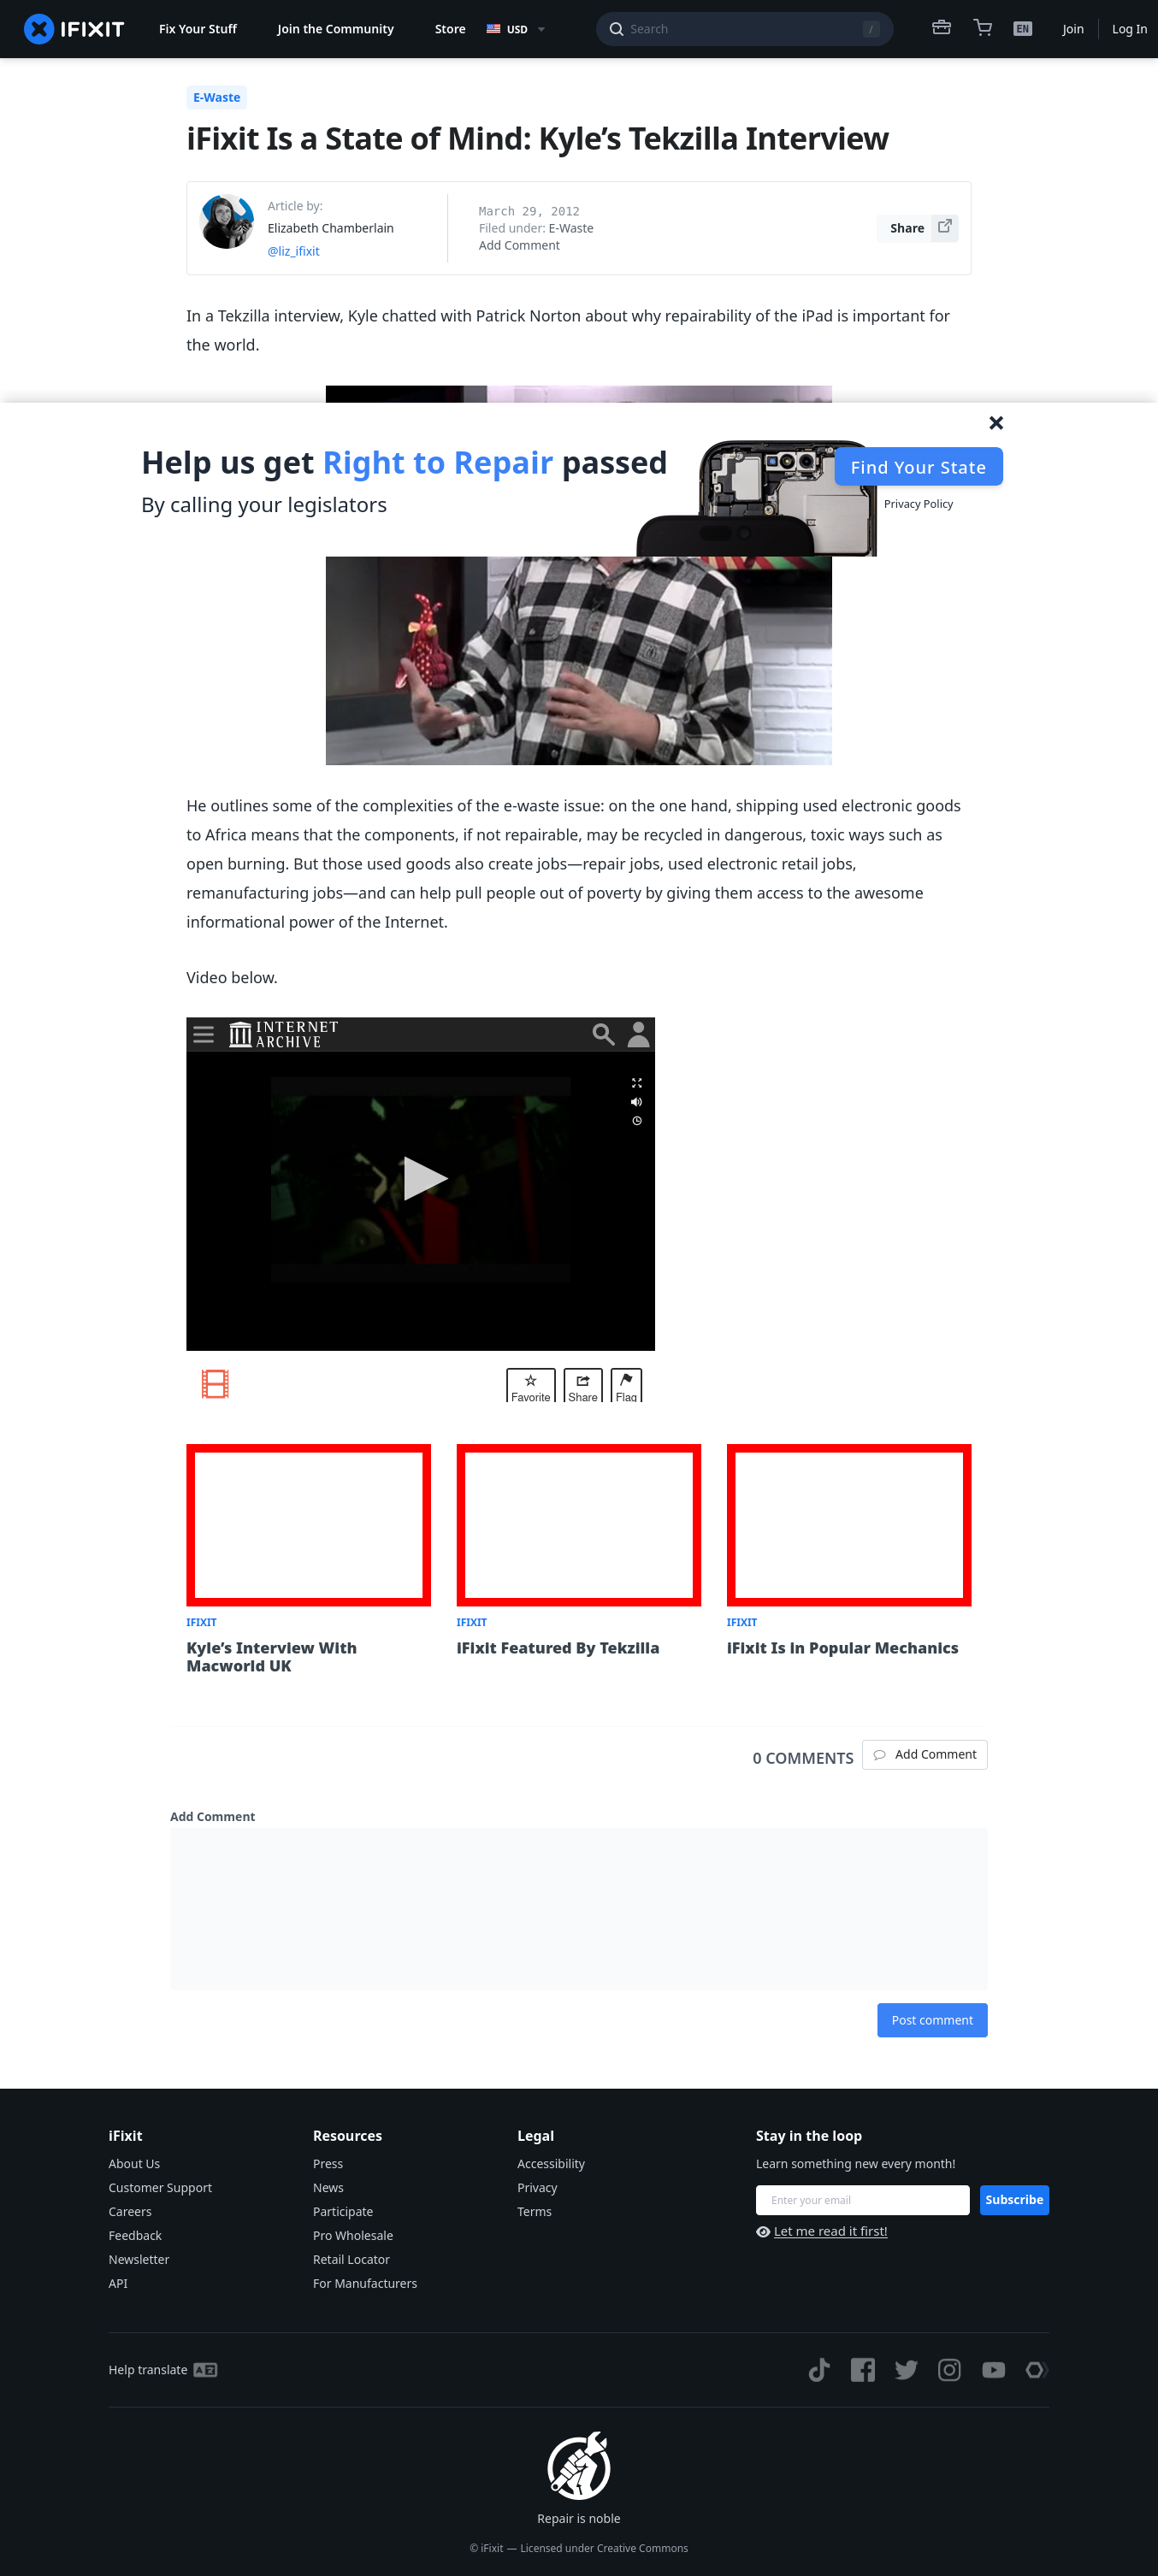 IFIXIT
Fix Your Stuff
Join the Community
Store
USD
Search
/
EN
Join
Log In
E-Waste
iFixit Is a State of Mind: Kyle’s Tekzilla Interview
Article by:
Elizabeth Chamberlain
@liz_ifixit
March 29, 2012
Filed under: E-Waste
Add Comment
Share
In a Tekzilla interview, Kyle chatted with Patrick Norton about why repairability of the iPad is important for
the world.
Help us get Right to Repair passed
By calling your legislators
Find Your State
Privacy Policy
He outlines some of the complexities of the e-waste issue: on the one hand, shipping used electronic goods
to Africa means that the components, if not repairable, may be recycled in dangerous, toxic ways such as
open burning. But those used goods also create jobs—repair jobs, used electronic retail jobs,
remanufacturing jobs—and can help pull people out of poverty by giving them access to the awesome
informational power of the Internet.
Video below.
INTERNET
ARCHIVE
Favorite
Share
Flag
IFIXIT
Kyle’s Interview With
Macworld UK
IFIXIT
iFixit Featured By Tekzilla
IFIXIT
iFixit Is in Popular Mechanics
0 COMMENTS
Add Comment
Add Comment
Post comment
iFixit
About Us
Customer Support
Careers
Feedback
Newsletter
API
Resources
Press
News
Participate
Pro Wholesale
Retail Locator
For Manufacturers
Legal
Accessibility
Privacy
Terms
Stay in the loop
Learn something new every month!
Enter your email
Subscribe
Let me read it first!
Help translate
Repair is noble
© iFixit — Licensed under Creative Commons